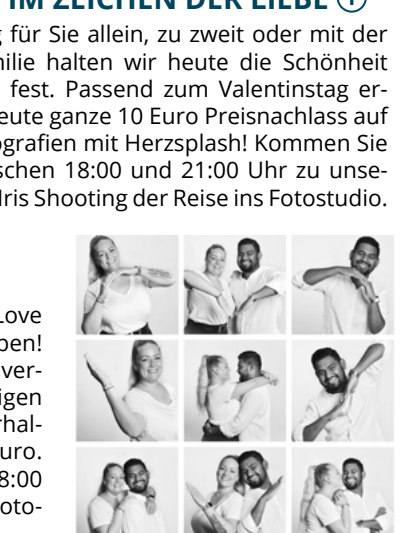 IM ZEICHEN DER LIEBE
für Sie allein, zu zweit oder mit der
milie halten wir heute die Schönheit
fest. Passend zum Valentinstag er-
eute ganze 10 Euro Preisnachlass auf
ografien mit Herzsplash! Kommen Sie
schen 18:00 und 21:00 Uhr zu unse-
Iris Shooting der Reise ins Fotostudio.
Love
ben!
ver-
igen
rhal-
uro.
8:00
oto-